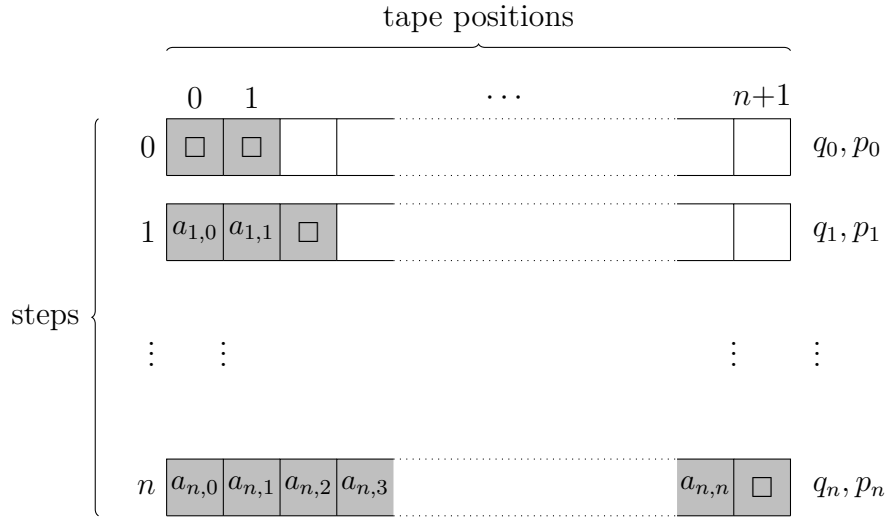 tape positions
0 1 ⋯ n+1
0 □ □ q₀, p₀
1 a₁,₀ a₁,₁ □ q₁, p₁
steps
⋮ ⋮ ⋮ ⋮
n aₙ,₀ aₙ,₁ aₙ,₂ aₙ,₃ aₙ,ₙ □ qₙ, pₙ